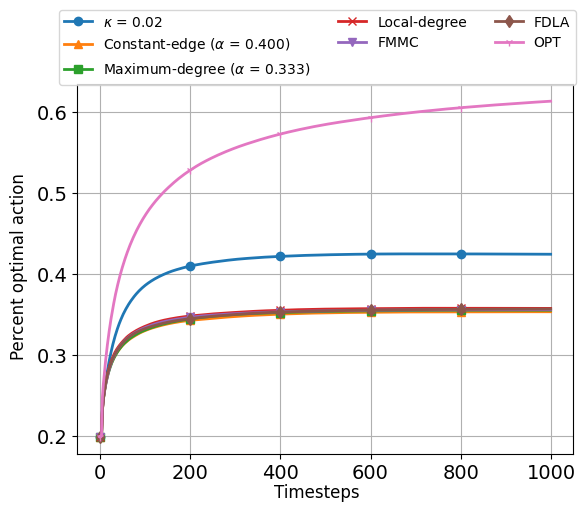 κ = 0.02
Constant-edge (α = 0.400)
Maximum-degree (α = 0.333)
Local-degree
FMMC
FDLA
OPT
Percent optimal action
0.6
0.5
0.4
0.3
0.2
0 200 400 600 800 1000
Timesteps